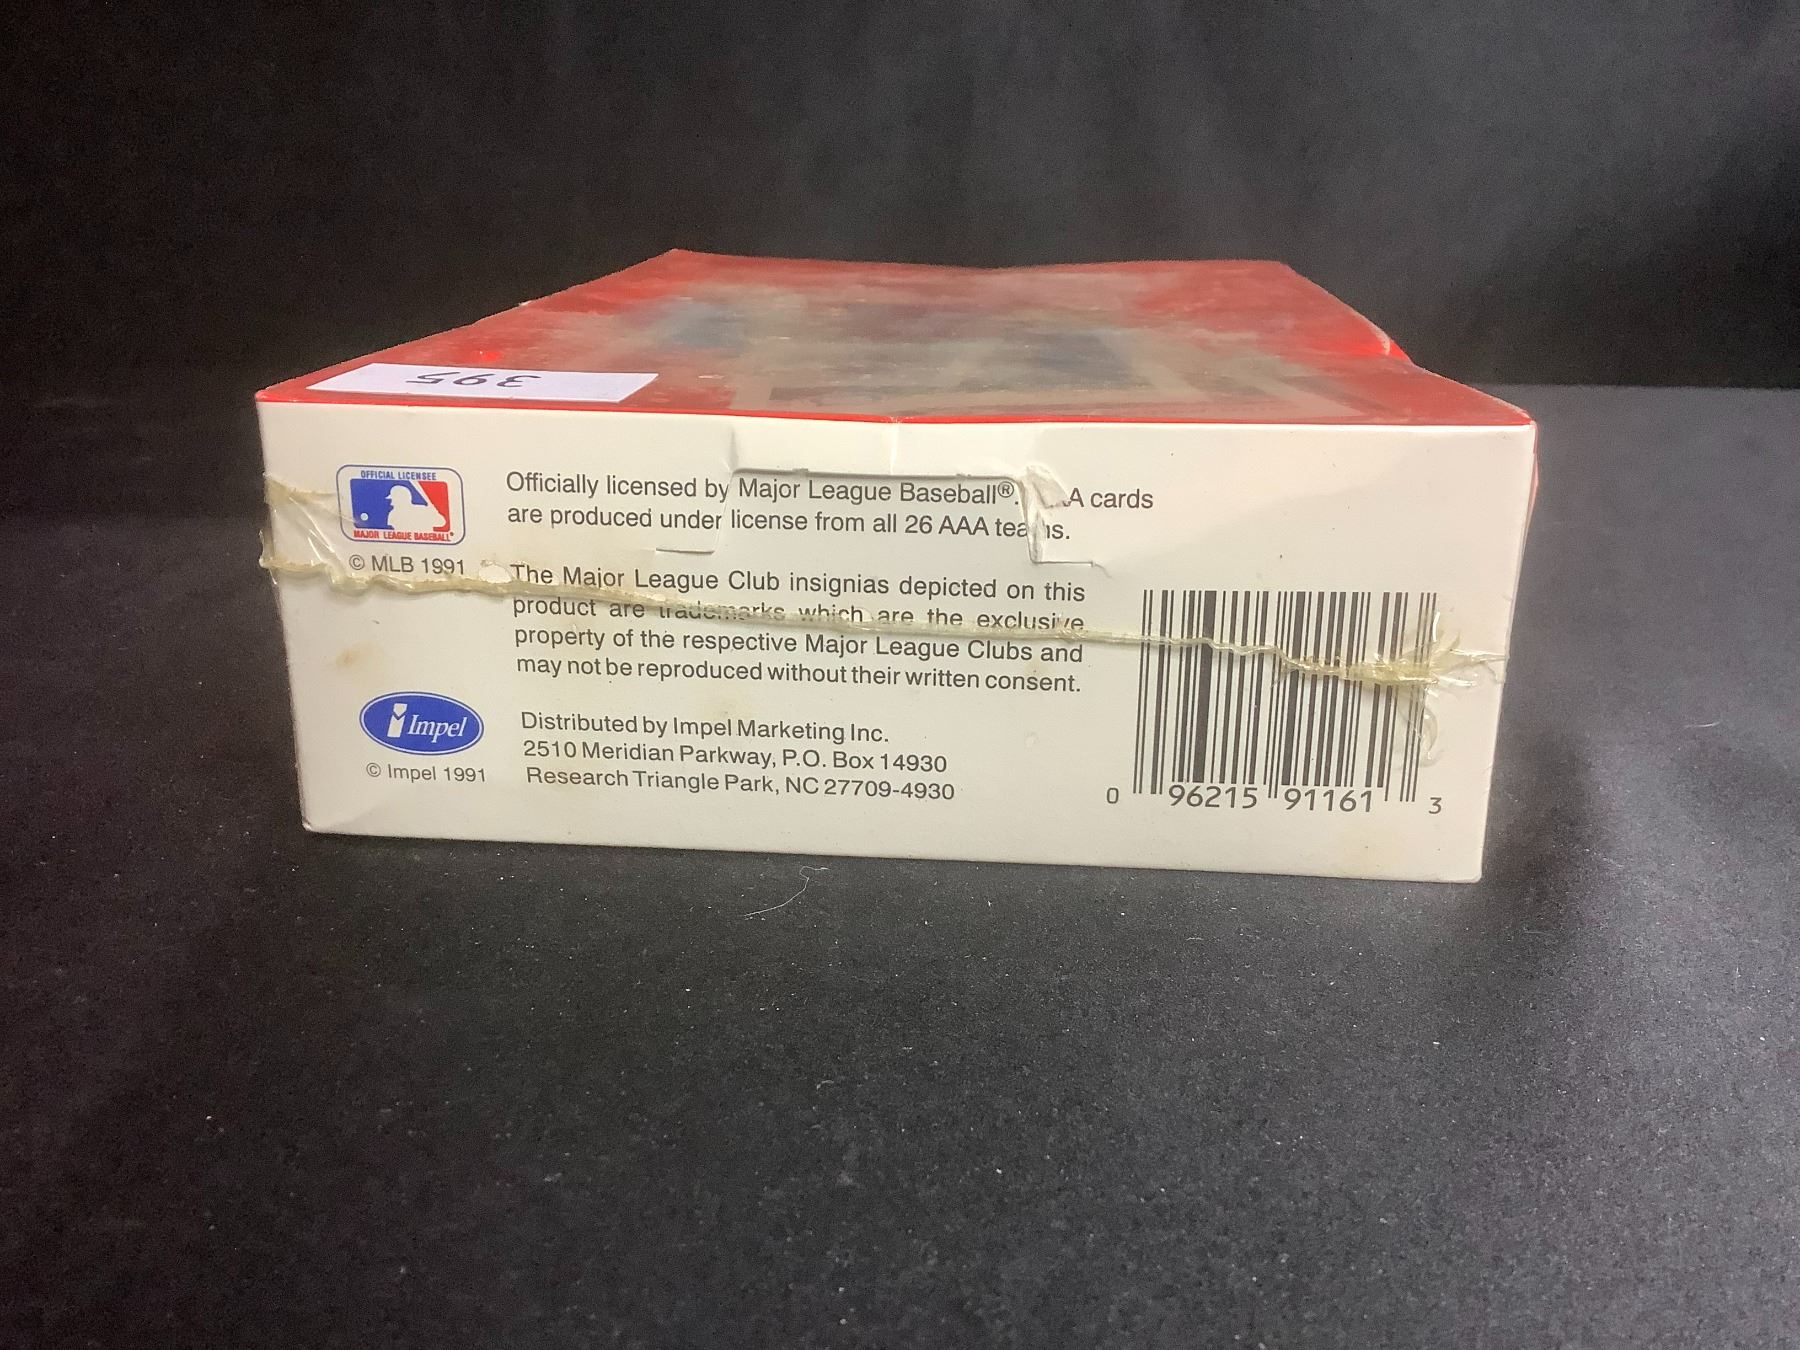 395
OFFICIAL LICENSEE
MAJOR LEAGUE BASEBALL
© MLB 1991
Officially licensed by Major League Baseball®. A cards
are produced under license from all 26 AAA teams.
The Major League Club insignias depicted on this
product are trademarks which are the exclusive
property of the respective Major League Clubs and
may not be reproduced without their written consent.
Impel
© Impel 1991
Distributed by Impel Marketing Inc.
2510 Meridian Parkway, P.O. Box 14930
Research Triangle Park, NC 27709-4930
0 96215 91161 3